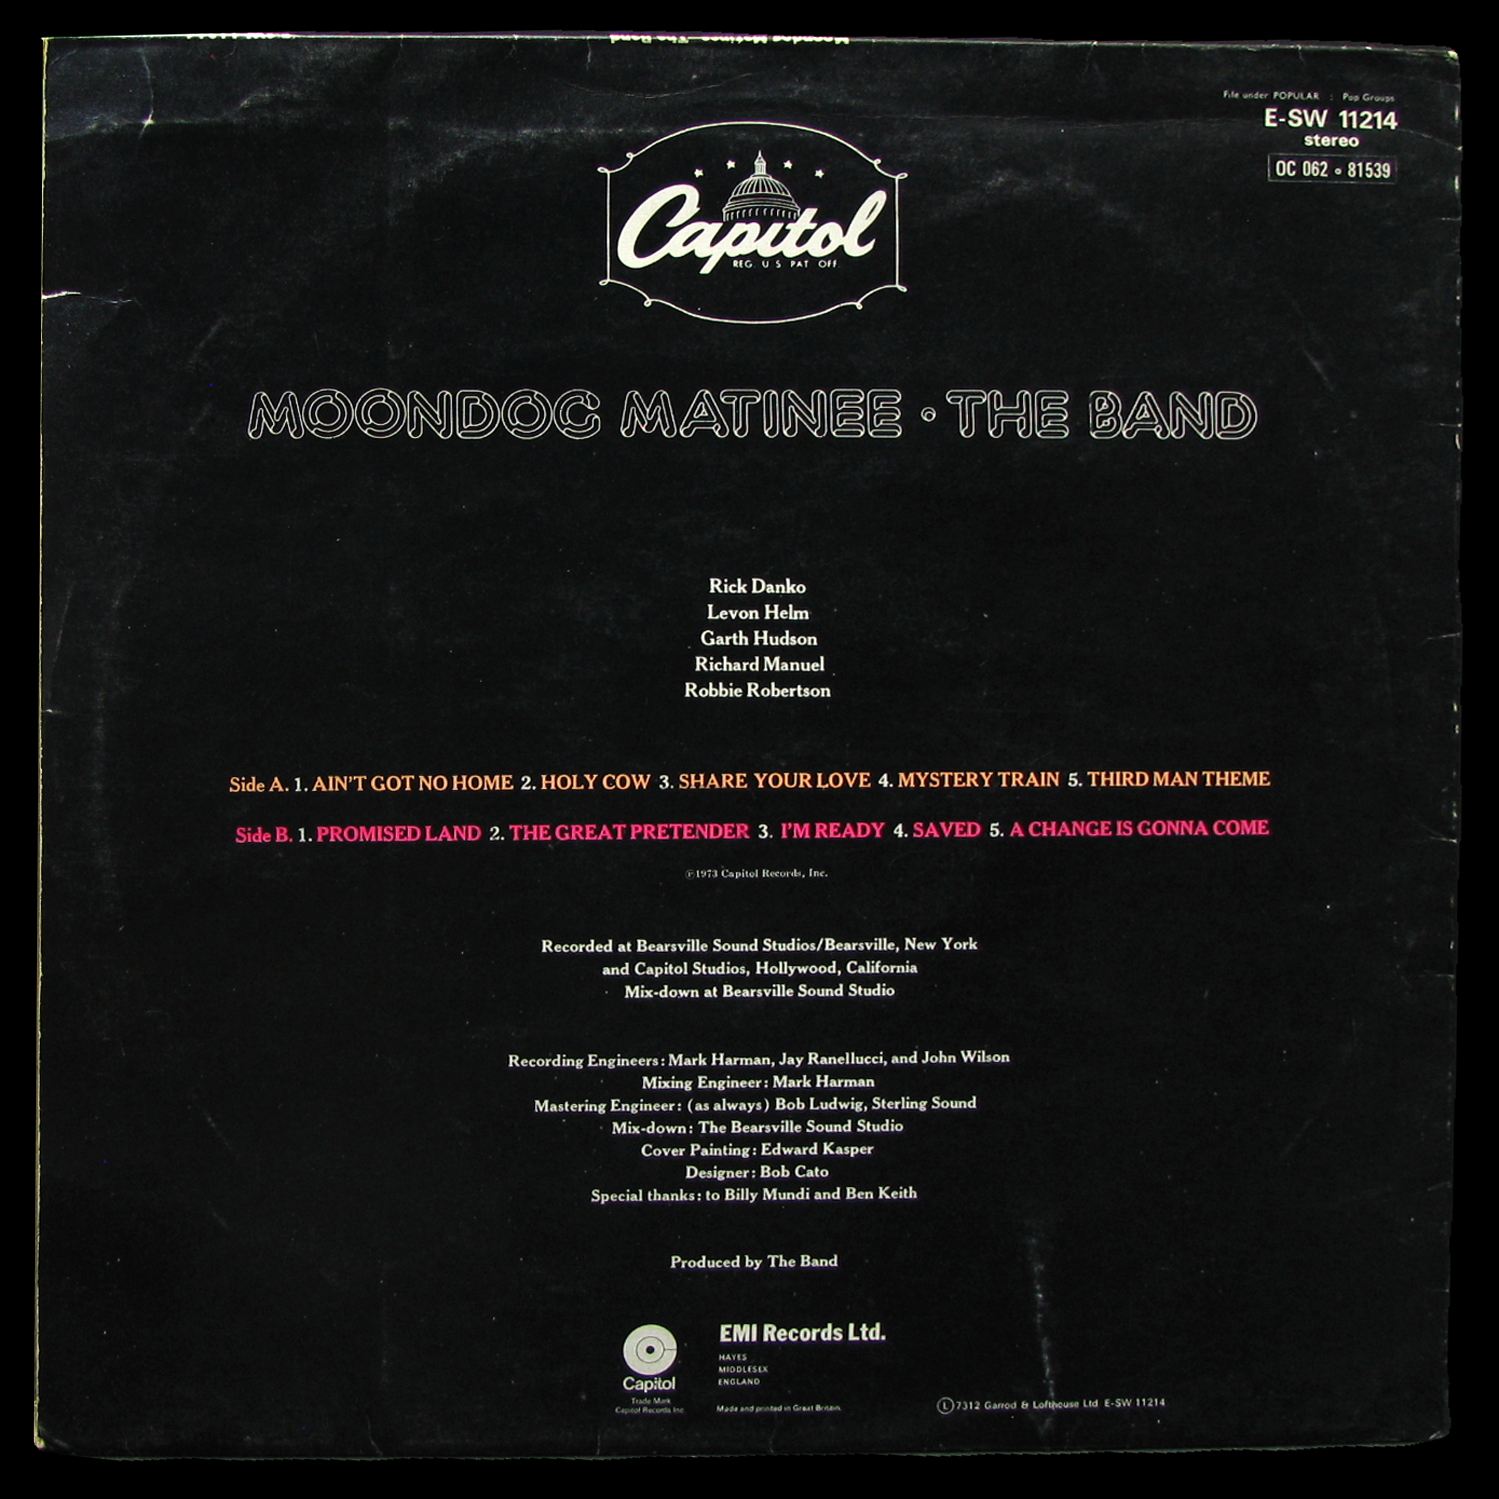 Moondog Matinee—The Band
File under POPULAR : Pop Groups
E-SW 11214
stereo
OC 062 ∘ 81539
Capitol
REG. U S PAT OFF.
MOONDOG MATINEE • THE BAND
Rick Danko
Levon Helm
Garth Hudson
Richard Manuel
Robbie Robertson
Side A. 1. AIN'T GOT NO HOME 2. HOLY COW 3. SHARE YOUR LOVE 4. MYSTERY TRAIN 5. THIRD MAN THEME
Side B. 1. PROMISED LAND 2. THE GREAT PRETENDER 3. I'M READY 4. SAVED 5. A CHANGE IS GONNA COME
℗1973 Capitol Records, Inc.
Recorded at Bearsville Sound Studios/Bearsville, New York
and Capitol Studios, Hollywood, California
Mix-down at Bearsville Sound Studio
Recording Engineers: Mark Harman, Jay Ranellucci, and John Wilson
Mixing Engineer: Mark Harman
Mastering Engineer: (as always) Bob Ludwig, Sterling Sound
Mix-down: The Bearsville Sound Studio
Cover Painting: Edward Kasper
Designer: Bob Cato
Special thanks: to Billy Mundi and Ben Keith
Produced by The Band
Capitol
Trade Mark
Capitol Records Inc
EMI Records Ltd.
HAYES
MIDDLESEX
ENGLAND
Made and printed in Great Britain.
Ⓛ7312 Garrod & Lofthouse Ltd E-SW 11214